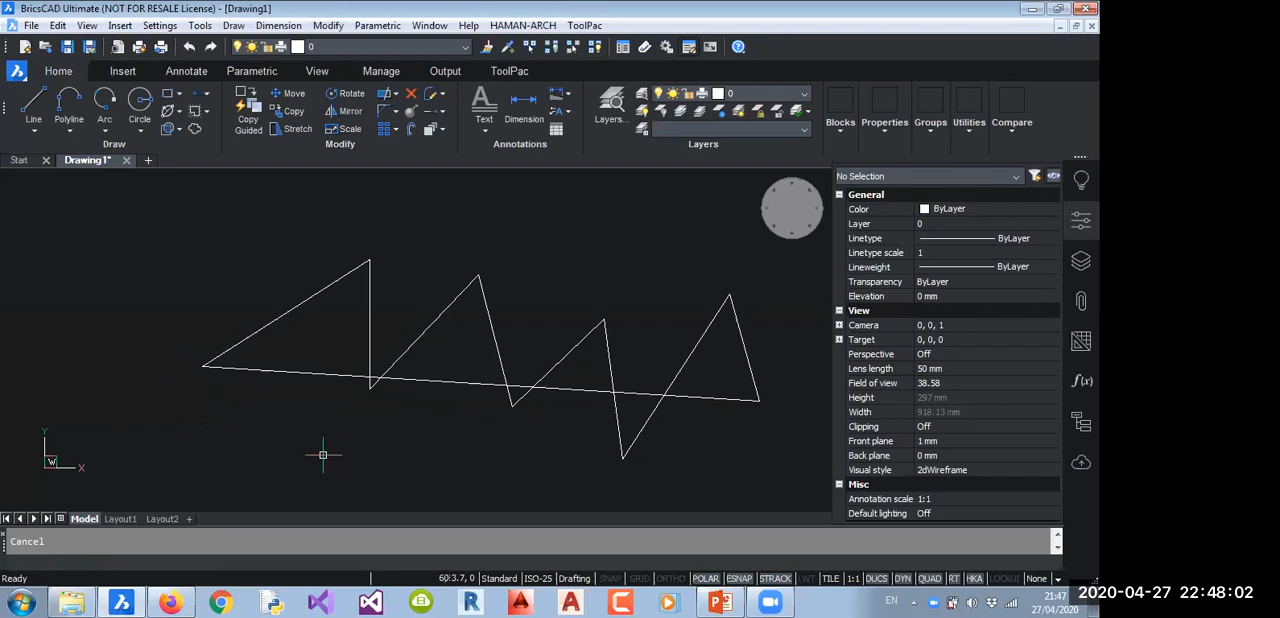 BricsCAD Ultimate (NOT FOR RESALE License) - [Drawing1]
File Edit View Insert Settings Tools Draw Dimension Modify Parametric Window Help HAMAN-ARCH ToolPac
0
Home Insert Annotate Parametric View Manage Output ToolPac
Line Polyline Arc Circle
Draw
Copy Guided
Move Rotate
Copy Mirror
Stretch Scale
Modify
Text Dimension
Annotations
Layers...
0
Layers
Blocks Properties Groups Utilities Compare
Start Drawing1*
No Selection
General
Color ByLayer
Layer 0
Linetype ByLayer
Linetype scale 1
Lineweight ByLayer
Transparency ByLayer
Elevation 0 mm
View
Camera 0, 0, 1
Target 0, 0, 0
Perspective Off
Lens length 50 mm
Field of view 38.58
Height 297 mm
Width 918.13 mm
Clipping Off
Front plane 1 mm
Back plane 0 mm
Visual style 2dWireframe
Misc
Annotation scale 1:1
Default lighting Off
f(x)
Y
W X
Model Layout1 Layout2
Cancel
Ready
Standard ISO-25 Drafting SNAP GRID ORTHO POLAR ESNAP STRACK LWT TILE 1:1 DUCS DYN QUAD RT HKA LOCKUI None
EN
21:47
27/04/2020
2020-04-27 22:48:02